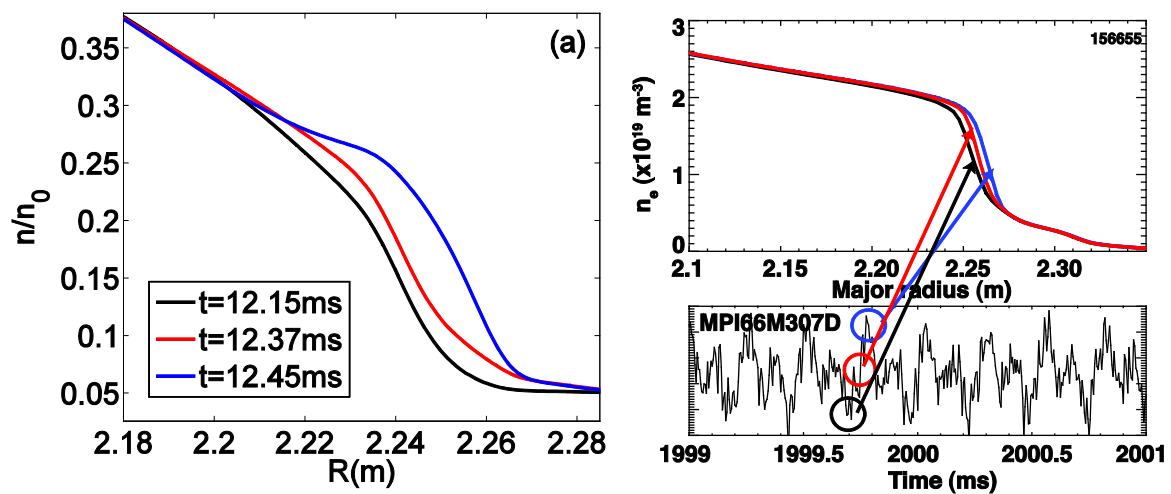 (a)
0.35
0.3
0.25
0.2
0.15
0.1
0.05
n/n0
t=12.15ms
t=12.37ms
t=12.45ms
2.18 2.2 2.22 2.24 2.26 2.28
R(m)
156655
3
2
1
0
ne (x10^19 m^-3)
2.1 2.15 2.20 2.25 2.30
Major radius (m)
MPI66M307D
1999 1999.5 2000 2000.5 2001
Time (ms)